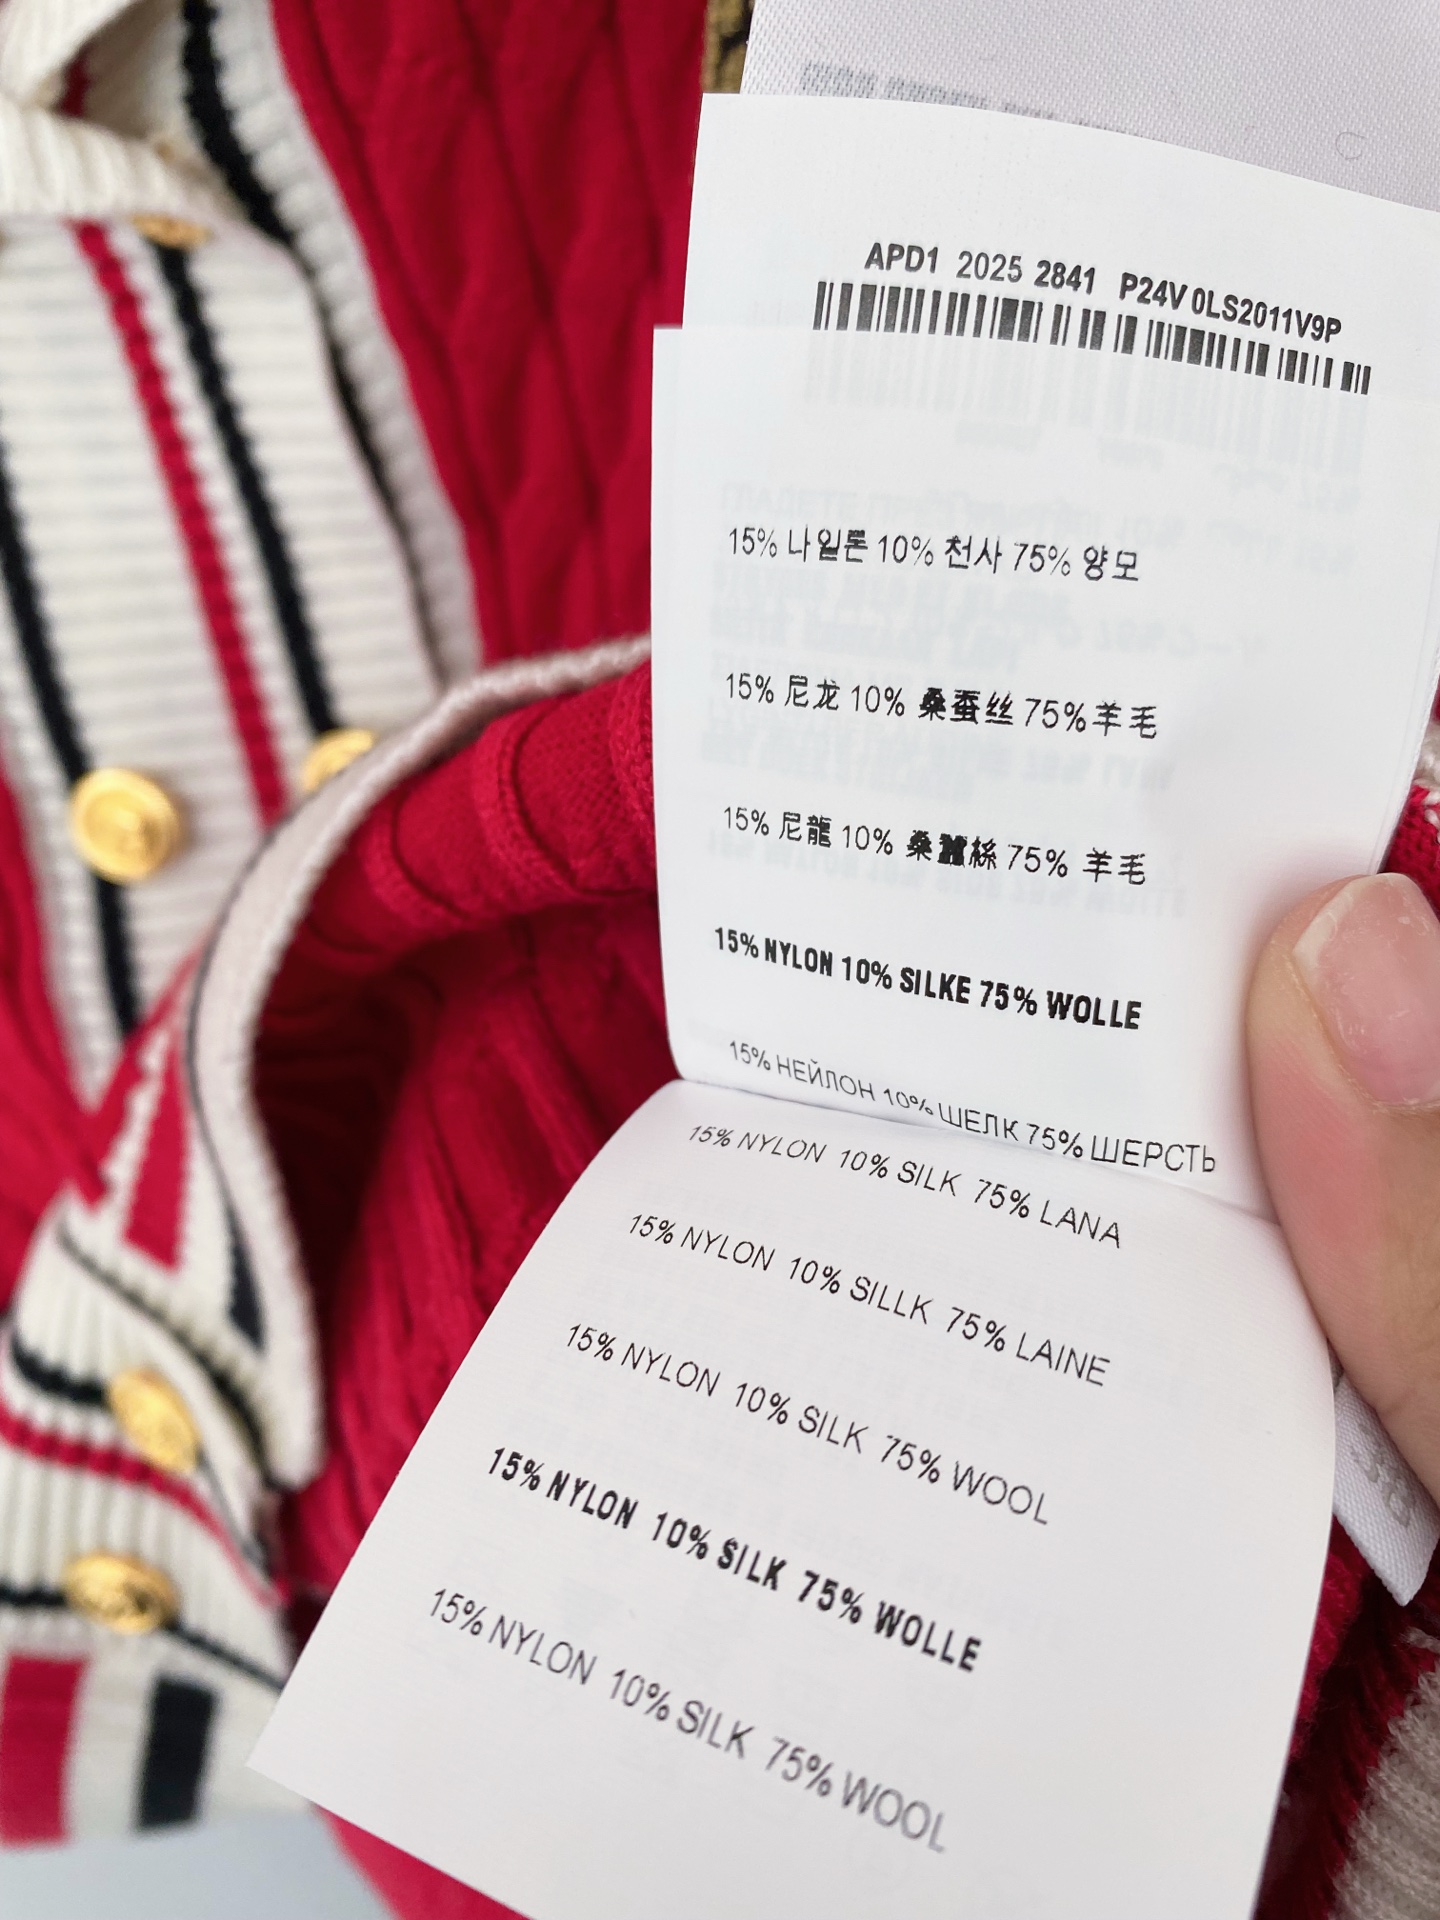 APD1 2025 2841 P24V 0LS2011V9P
15% 나일론 10% 천사 75% 양모
15% 尼龙 10% 桑蚕丝 75%羊毛
15% 尼龍 10% 桑蠶絲 75% 羊毛
15% NYLON 10% SILKE 75% WOLLE
15% НЕЙЛОН 10% ШЕЛК 75% ШЕРСТЬ
15% NYLON 10% SILK 75% LANA
15% NYLON 10% SILLK 75% LAINE
15% NYLON 10% SILK 75% WOOL
15% NYLON 10% SILK 75% WOLLE
15% NYLON 10% SILK 75% WOOL